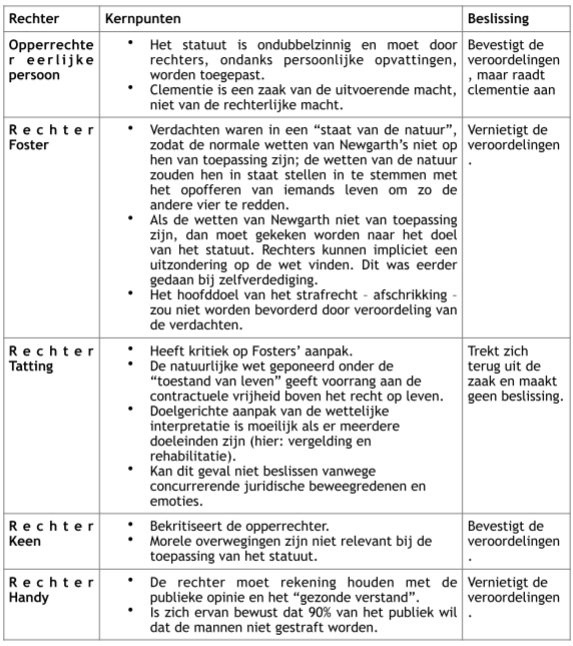 Rechter Kernpunten Beslissing
Opperrechte
r eerlijke
persoon
• Het statuut is ondubbelzinnig en moet door
rechters, ondanks persoonlijke opvattingen,
worden toegepast.
• Clementie is een zaak van de uitvoerende macht,
niet van de rechterlijke macht.
Bevestigt de
veroordelingen
, maar raadt
clementie aan
Rechter
Foster
• Verdachten waren in een “staat van de natuur”,
zodat de normale wetten van Newgarth’s niet op
hen van toepassing zijn; de wetten van de natuur
zouden hen in staat stellen in te stemmen met
het opofferen van iemands leven om zo de
andere vier te redden.
• Als de wetten van Newgarth niet van toepassing
zijn, dan moet gekeken worden naar het doel
van het statuut. Rechters kunnen impliciet een
uitzondering op de wet vinden. Dit was eerder
gedaan bij zelfverdediging.
• Het hoofddoel van het strafrecht – afschrikking –
zou niet worden bevorderd door veroordeling van
de verdachten.
Vernietigt de
veroordelingen
.
Rechter
Tatting
• Heeft kritiek op Fosters’ aanpak.
• De natuurlijke wet geponeerd onder de
“toestand van leven” geeft voorrang aan de
contractuele vrijheid boven het recht op leven.
• Doelgerichte aanpak van de wettelijke
interpretatie is moeilijk als er meerdere
doeleinden zijn (hier: vergelding en
rehabilitatie).
• Kan dit geval niet beslissen vanwege
concurrerende juridische beweegredenen en
emoties.
Trekt zich
terug uit de
zaak en maakt
geen beslissing.
Rechter
Keen
• Bekritiseert de opperrechter.
• Morele overwegingen zijn niet relevant bij de
toepassing van het statuut.
Bevestigt de
veroordelingen
.
Rechter
Handy
• De rechter moet rekening houden met de
publieke opinie en het “gezonde verstand”.
• Is zich ervan bewust dat 90% van het publiek wil
dat de mannen niet gestraft worden.
Vernietigt de
veroordelingen
.